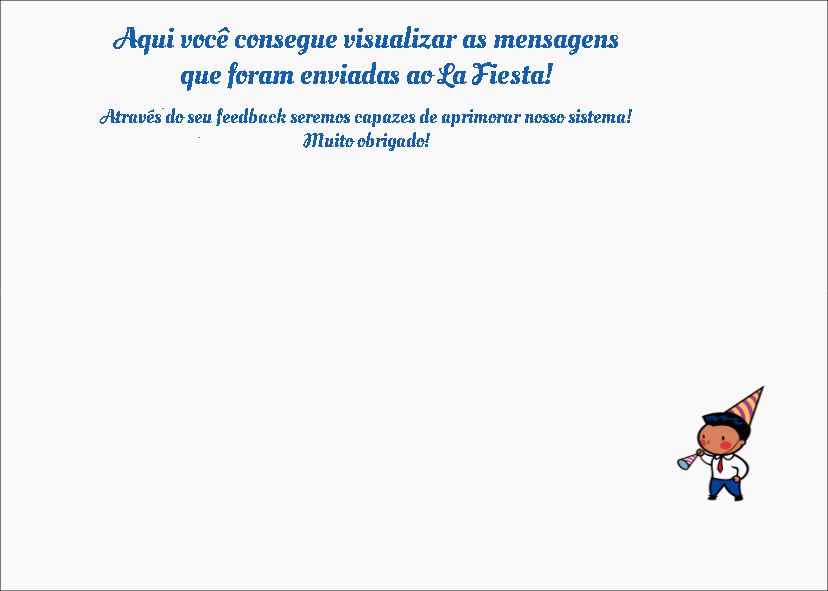 Aqui você consegue visualizar as mensagens
que foram enviadas ao La Fiesta!
Através do seu feedback seremos capazes de aprimorar nosso sistema!
Muito obrigado!